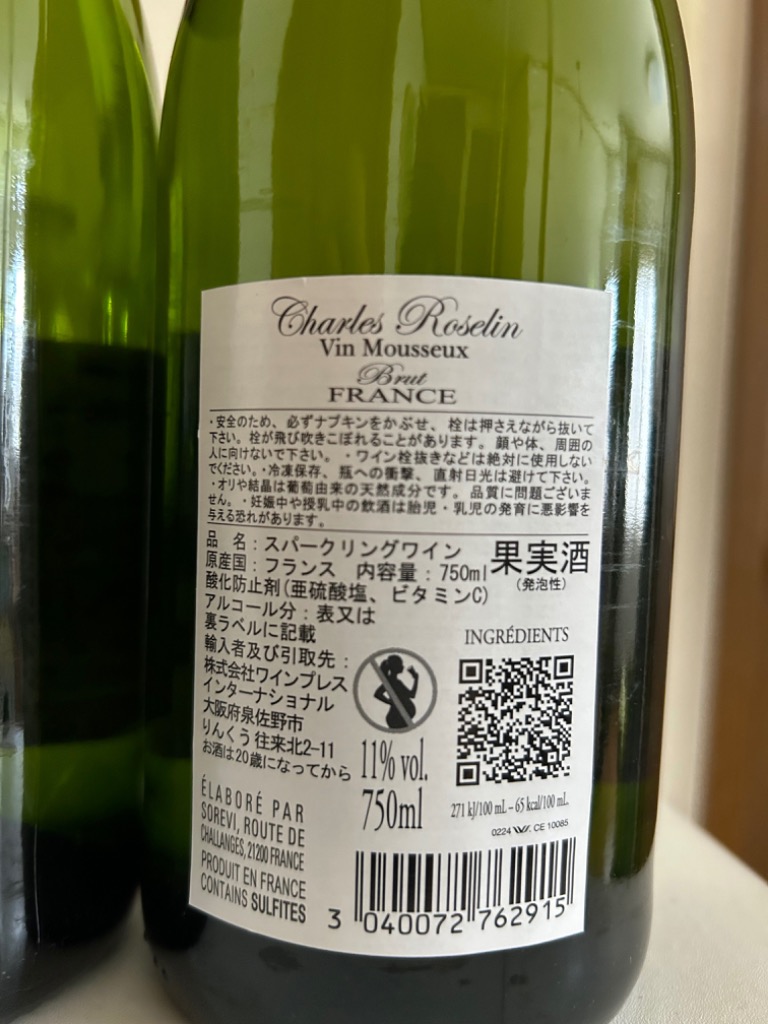 Charles Roselin
Vin Mousseux
Brut
FRANCE
・安全のため、必ずナプキンをかぶせ、栓は押さえながら抜いて
下さい。栓が飛び吹きこぼれることがあります。顔や体、周囲の
人に向けないで下さい。・ワイン栓抜きなどは絶対に使用しない
でください。・冷凍保存、瓶への衝撃、直射日光は避けて下さい。
・オリや結晶は葡萄由来の天然成分です。品質に問題ございま
せん。・妊娠中や授乳中の飲酒は胎児・乳児の発育に悪影響を
与える恐れがあります。
品　名：スパークリングワイン
原産国：フランス　内容量：750ml
果実酒
(発泡性)
酸化防止剤(亜硫酸塩、ビタミンC)
アルコール分：表又は
裏ラベルに記載
輸入者及び引取先：
株式会社ワインプレス
インターナショナル
大阪府泉佐野市
りんくう往来北2-11
お酒は20歳になってから
INGRÉDIENTS
11% vol.
750ml
271 kJ/100 mL – 65 kcal/100 mL
0224 W. CE 10085
ÉLABORÉ PAR
SOREVI, ROUTE DE
CHALLANGES, 21200 FRANCE
PRODUIT EN FRANCE
CONTAINS SULFITES
3 040072 762915